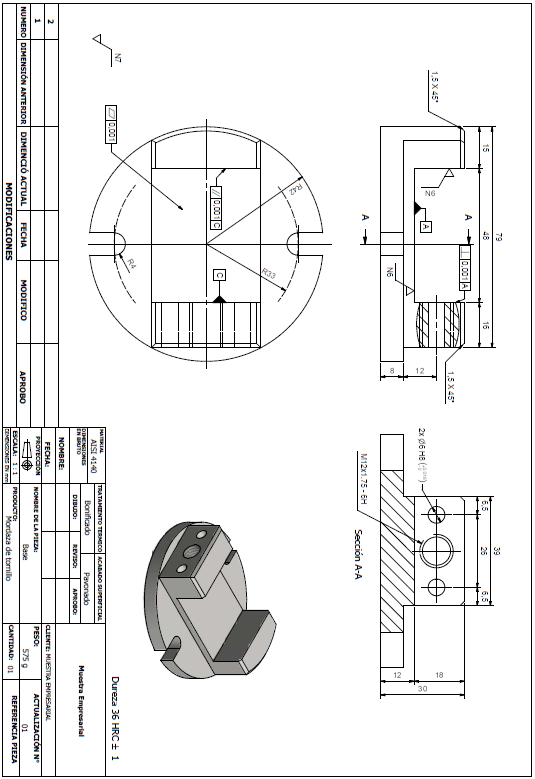 79
15
48
16
1,5 X 45°
1,5 X 45°
N6
N6
A
A
A
⟂ 0.001 A
8
12
39
6,5
26
6,5
2x Ø6 H8
M12x1.75 - 6H
Sección A-A
12
18
30
R42
R33
R4
// 0.001 C
C
⏥ 0.001
N7
Dureza 36 HRC ± 1
2
1
NUMERO
DIMENSIÓN ANTERIOR
DIMENCIÓ ACTUAL
FECHA
MODIFICO
APROBO
MODIFICACIONES
MATERIAL
AISI 4140
TRATAMIENTO TERMICO
Bonificado
ACABADO SUPERFICIAL
Pavonado
DIMENSIONES EN BRUTO
DIBUJO:
REVISO:
APROBO:
Muestra Empresarial
NOMBRE:
FECHA:
CLIENTE: MUESTRA EMPRESARIAL
PROYECCIÓN
NOMBRE DE LA PIEZA:
Base
PESO:
575 g
ACTUALIZACIÓN N°
01
ESCALA: 1 : 1
DIMENSIONES EN mm
PRODUCTO:
Mordaza de tornillo
CANTIDAD: 01
REFERENCIA PIEZA